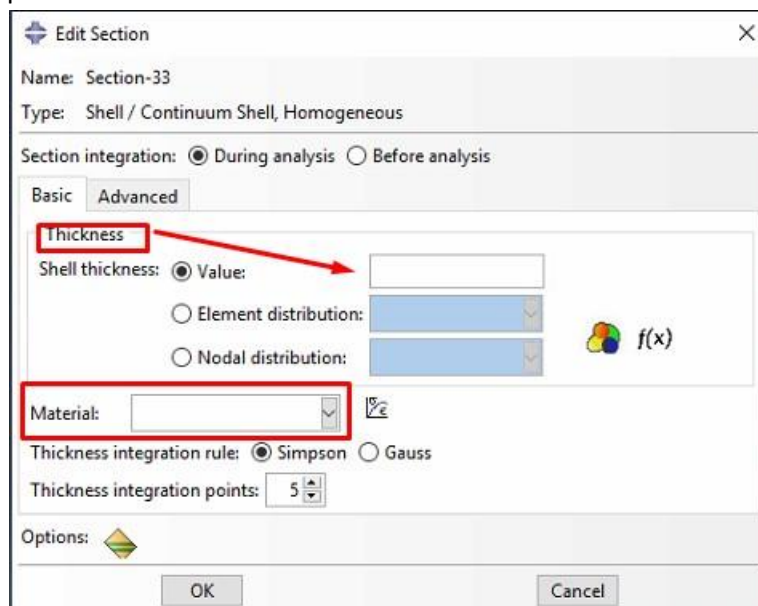 Edit Section
Name: Section-33
Type: Shell / Continuum Shell, Homogeneous
Section integration: During analysis Before analysis
Basic Advanced
Thickness
Shell thickness: Value:
Element distribution:
f(x)
Nodal distribution:
Material: σ/ε
Thickness integration rule: Simpson Gauss
Thickness integration points: 5
Options:
OK Cancel